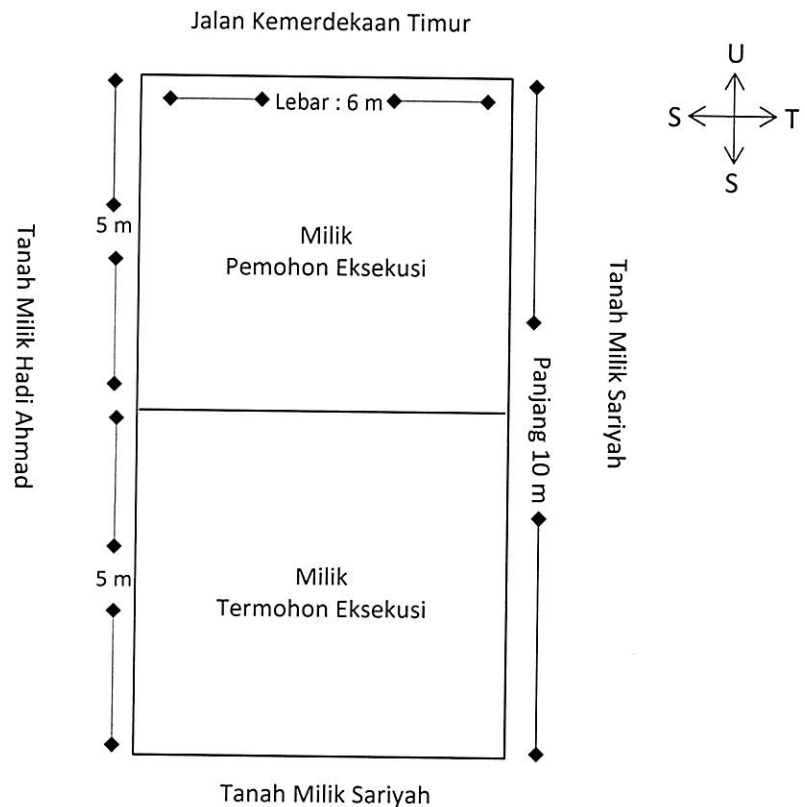 Jalan Kemerdekaan Timur
U
S
T
S
Lebar : 6 m
5 m
Milik
Pemohon Eksekusi
Tanah Milik Hadi Ahmad
Panjang 10 m
Tanah Milik Sariyah
5 m
Milik
Termohon Eksekusi
Tanah Milik Sariyah